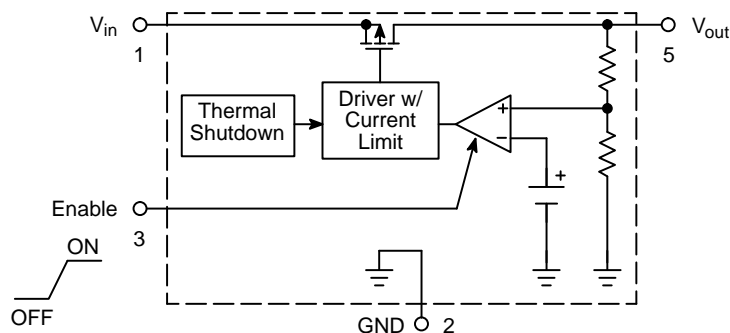 Vin
1
Vout
5
Thermal
Shutdown
Driver w/
Current
Limit
+
−
+
Enable
3
ON
OFF
GND 2